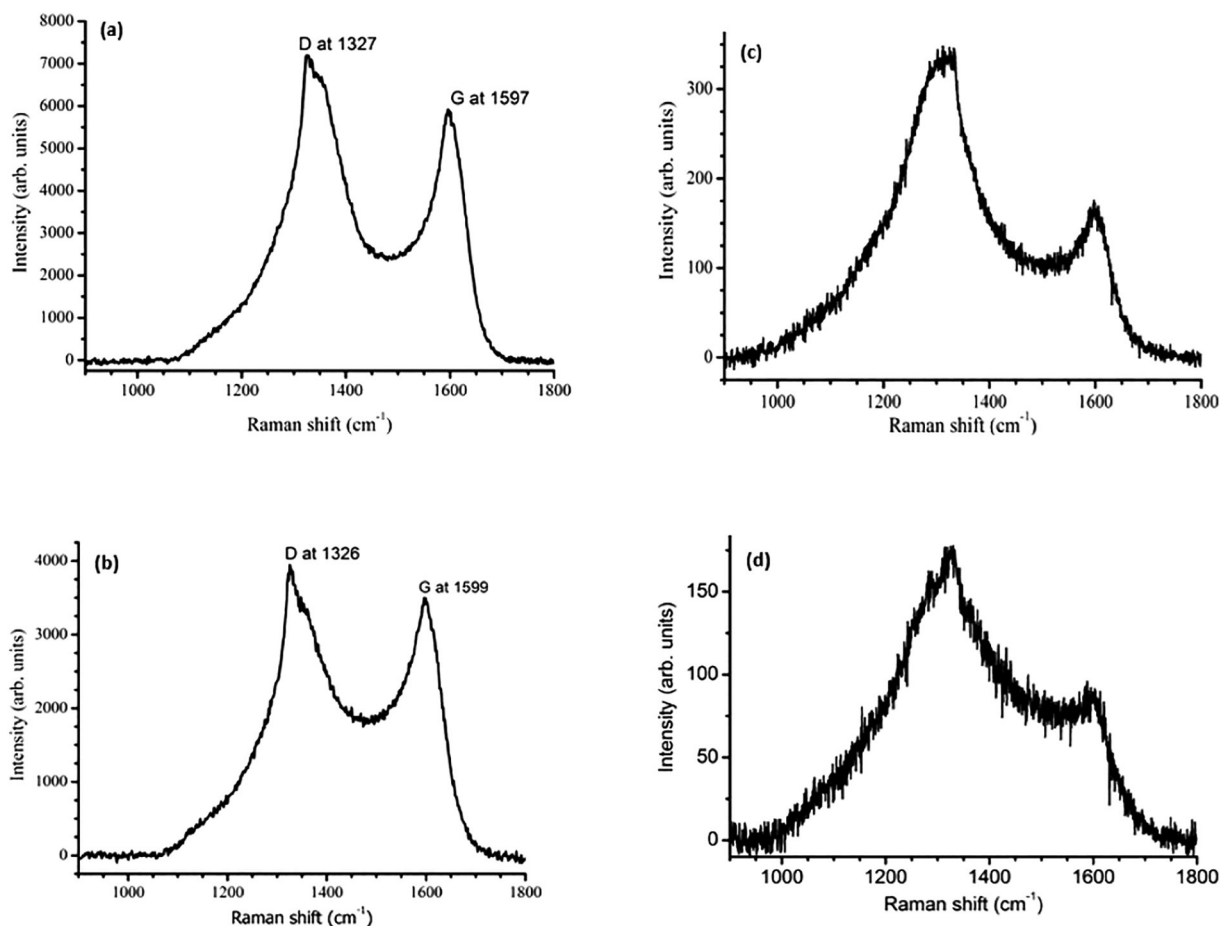 (a)
D at 1327
G at 1597
8000
7000
6000
5000
4000
3000
2000
1000
0
Intensity (arb. units)
1000 1200 1400 1600 1800
Raman shift (cm⁻¹)
(c)
300
225
150
75
0
Intensity (arb. units)
1000 1200 1400 1600 1800
Raman shift (cm⁻¹)
(b)
D at 1326
G at 1599
4000
3000
2000
1000
0
Intensity (arb. units)
1000 1200 1400 1600 1800
Raman shift (cm⁻¹)
(d)
150
100
50
0
Intensity (arb. units)
1000 1200 1400 1600 1800
Raman shift (cm⁻¹)